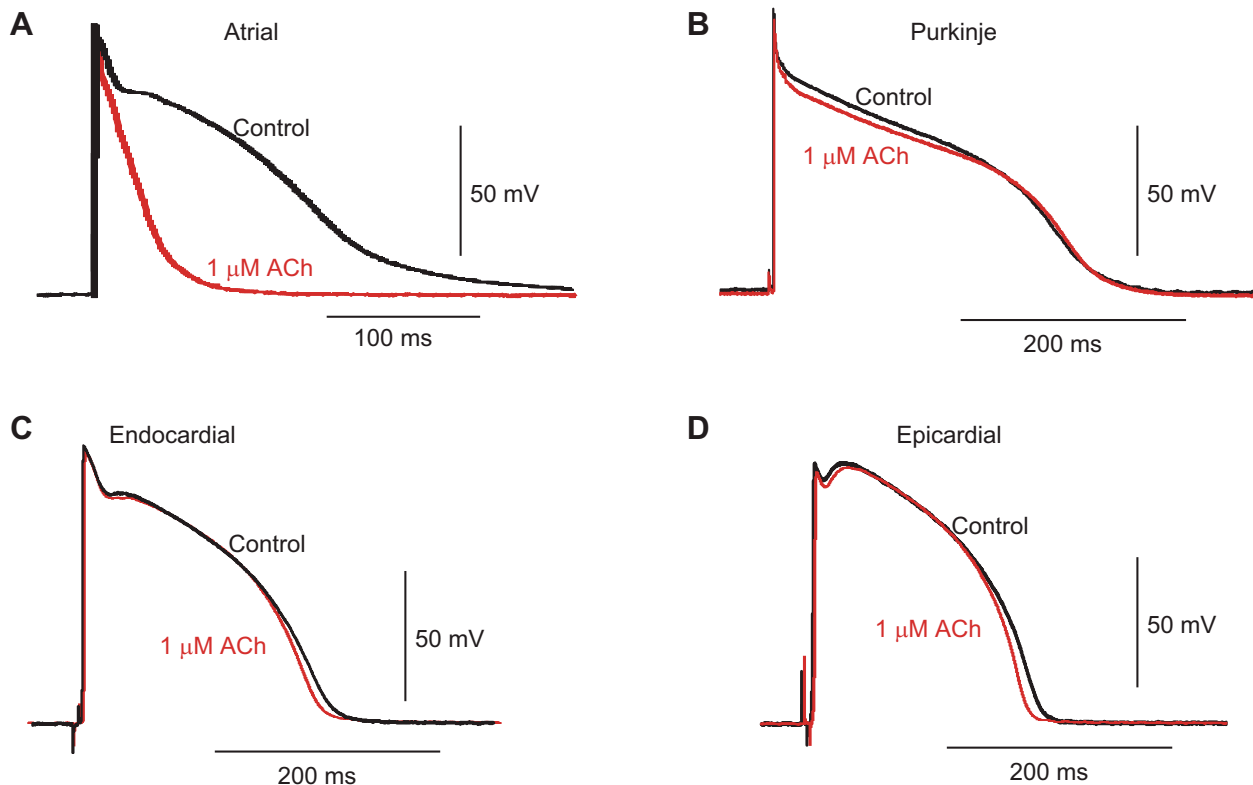 A
Atrial
Control
50 mV
1 μM ACh
100 ms
B
Purkinje
Control
1 μM ACh
50 mV
200 ms
C
Endocardial
Control
1 μM ACh
50 mV
200 ms
D
Epicardial
Control
1 μM ACh
50 mV
200 ms